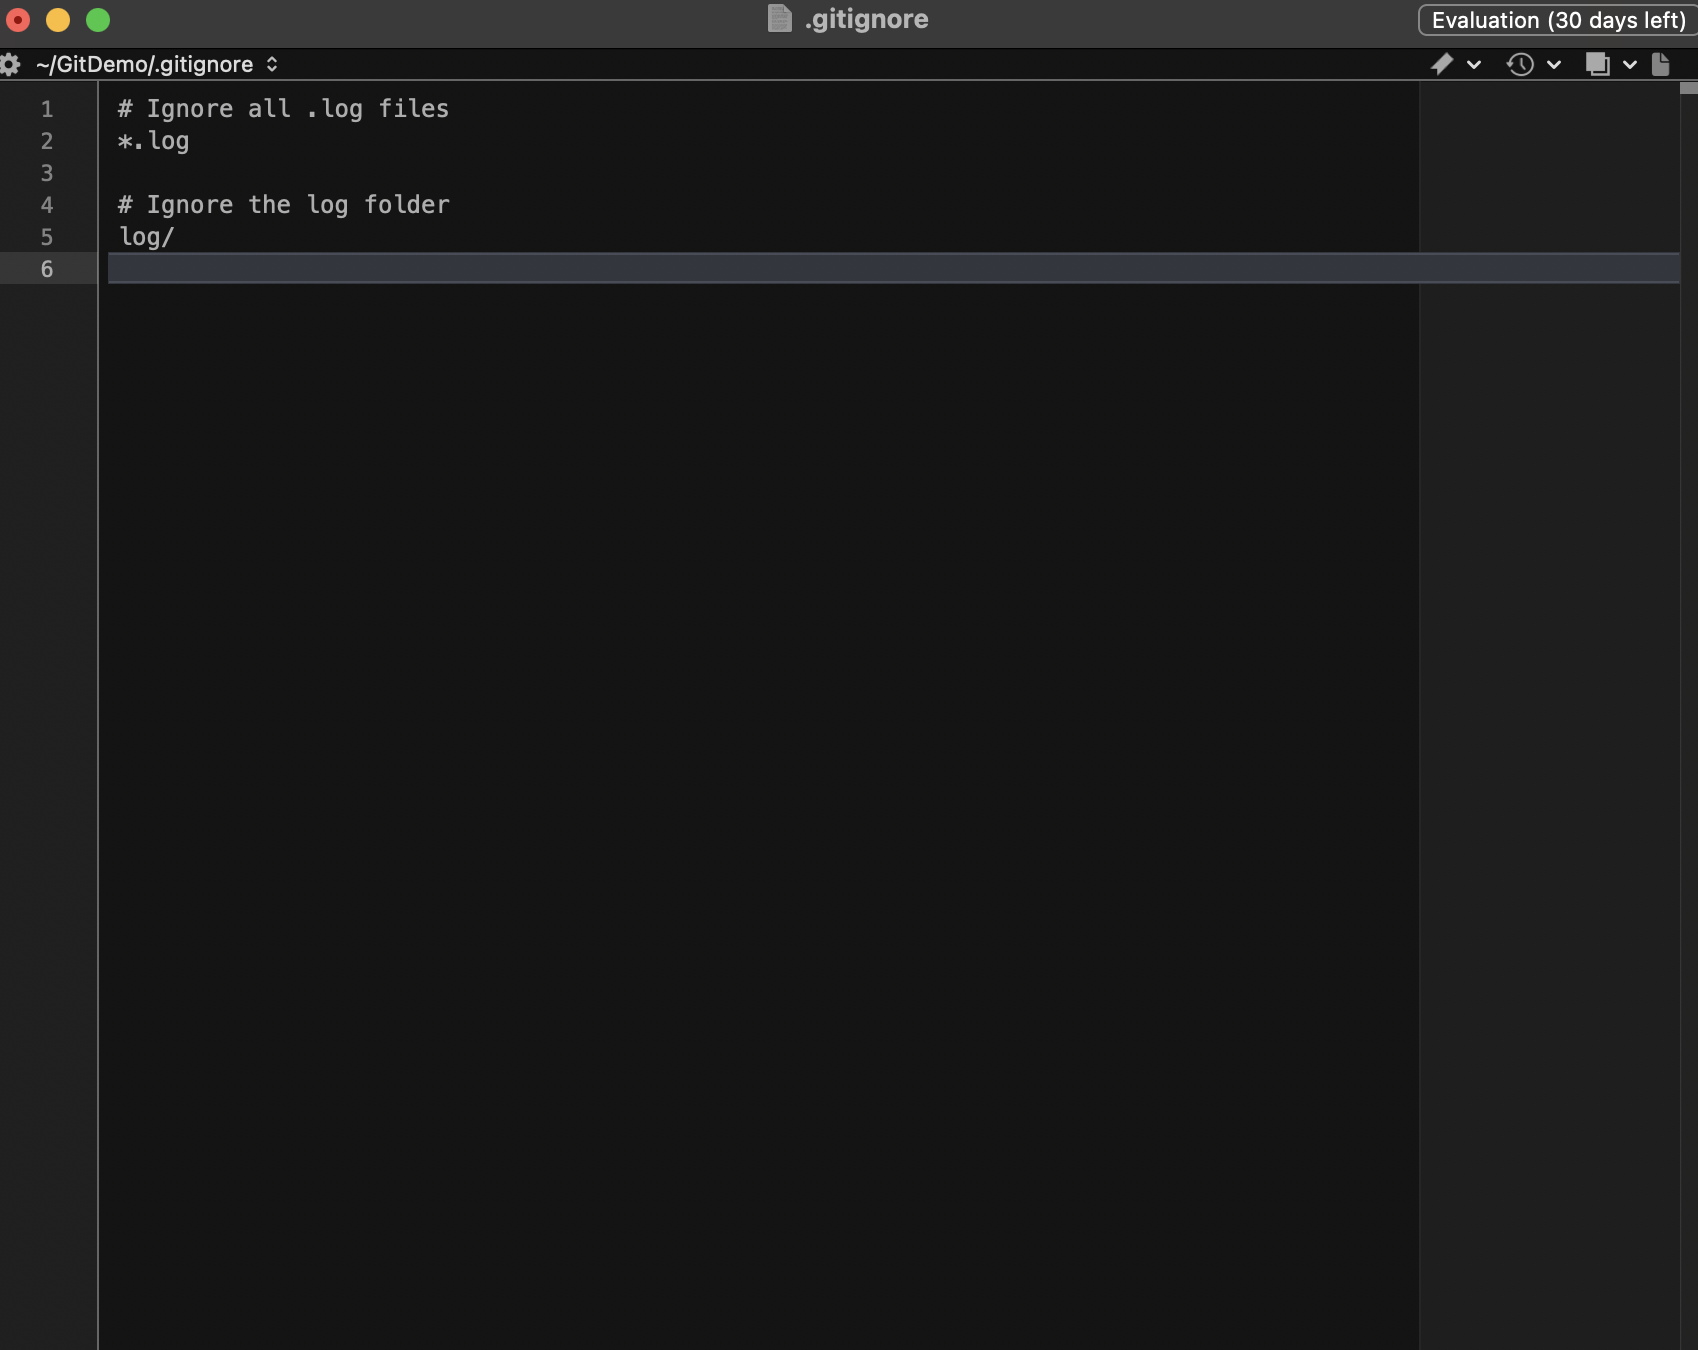 .gitignore
Evaluation (30 days left)
~/GitDemo/.gitignore
1 # Ignore all .log files
2 *.log
3
4 # Ignore the log folder
5 log/
6